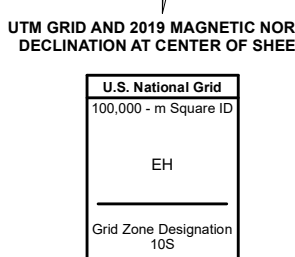 UTM GRID AND 2019 MAGNETIC NOR
DECLINATION AT CENTER OF SHEE
U.S. National Grid
100,000 - m Square ID
EH
Grid Zone Designation
10S